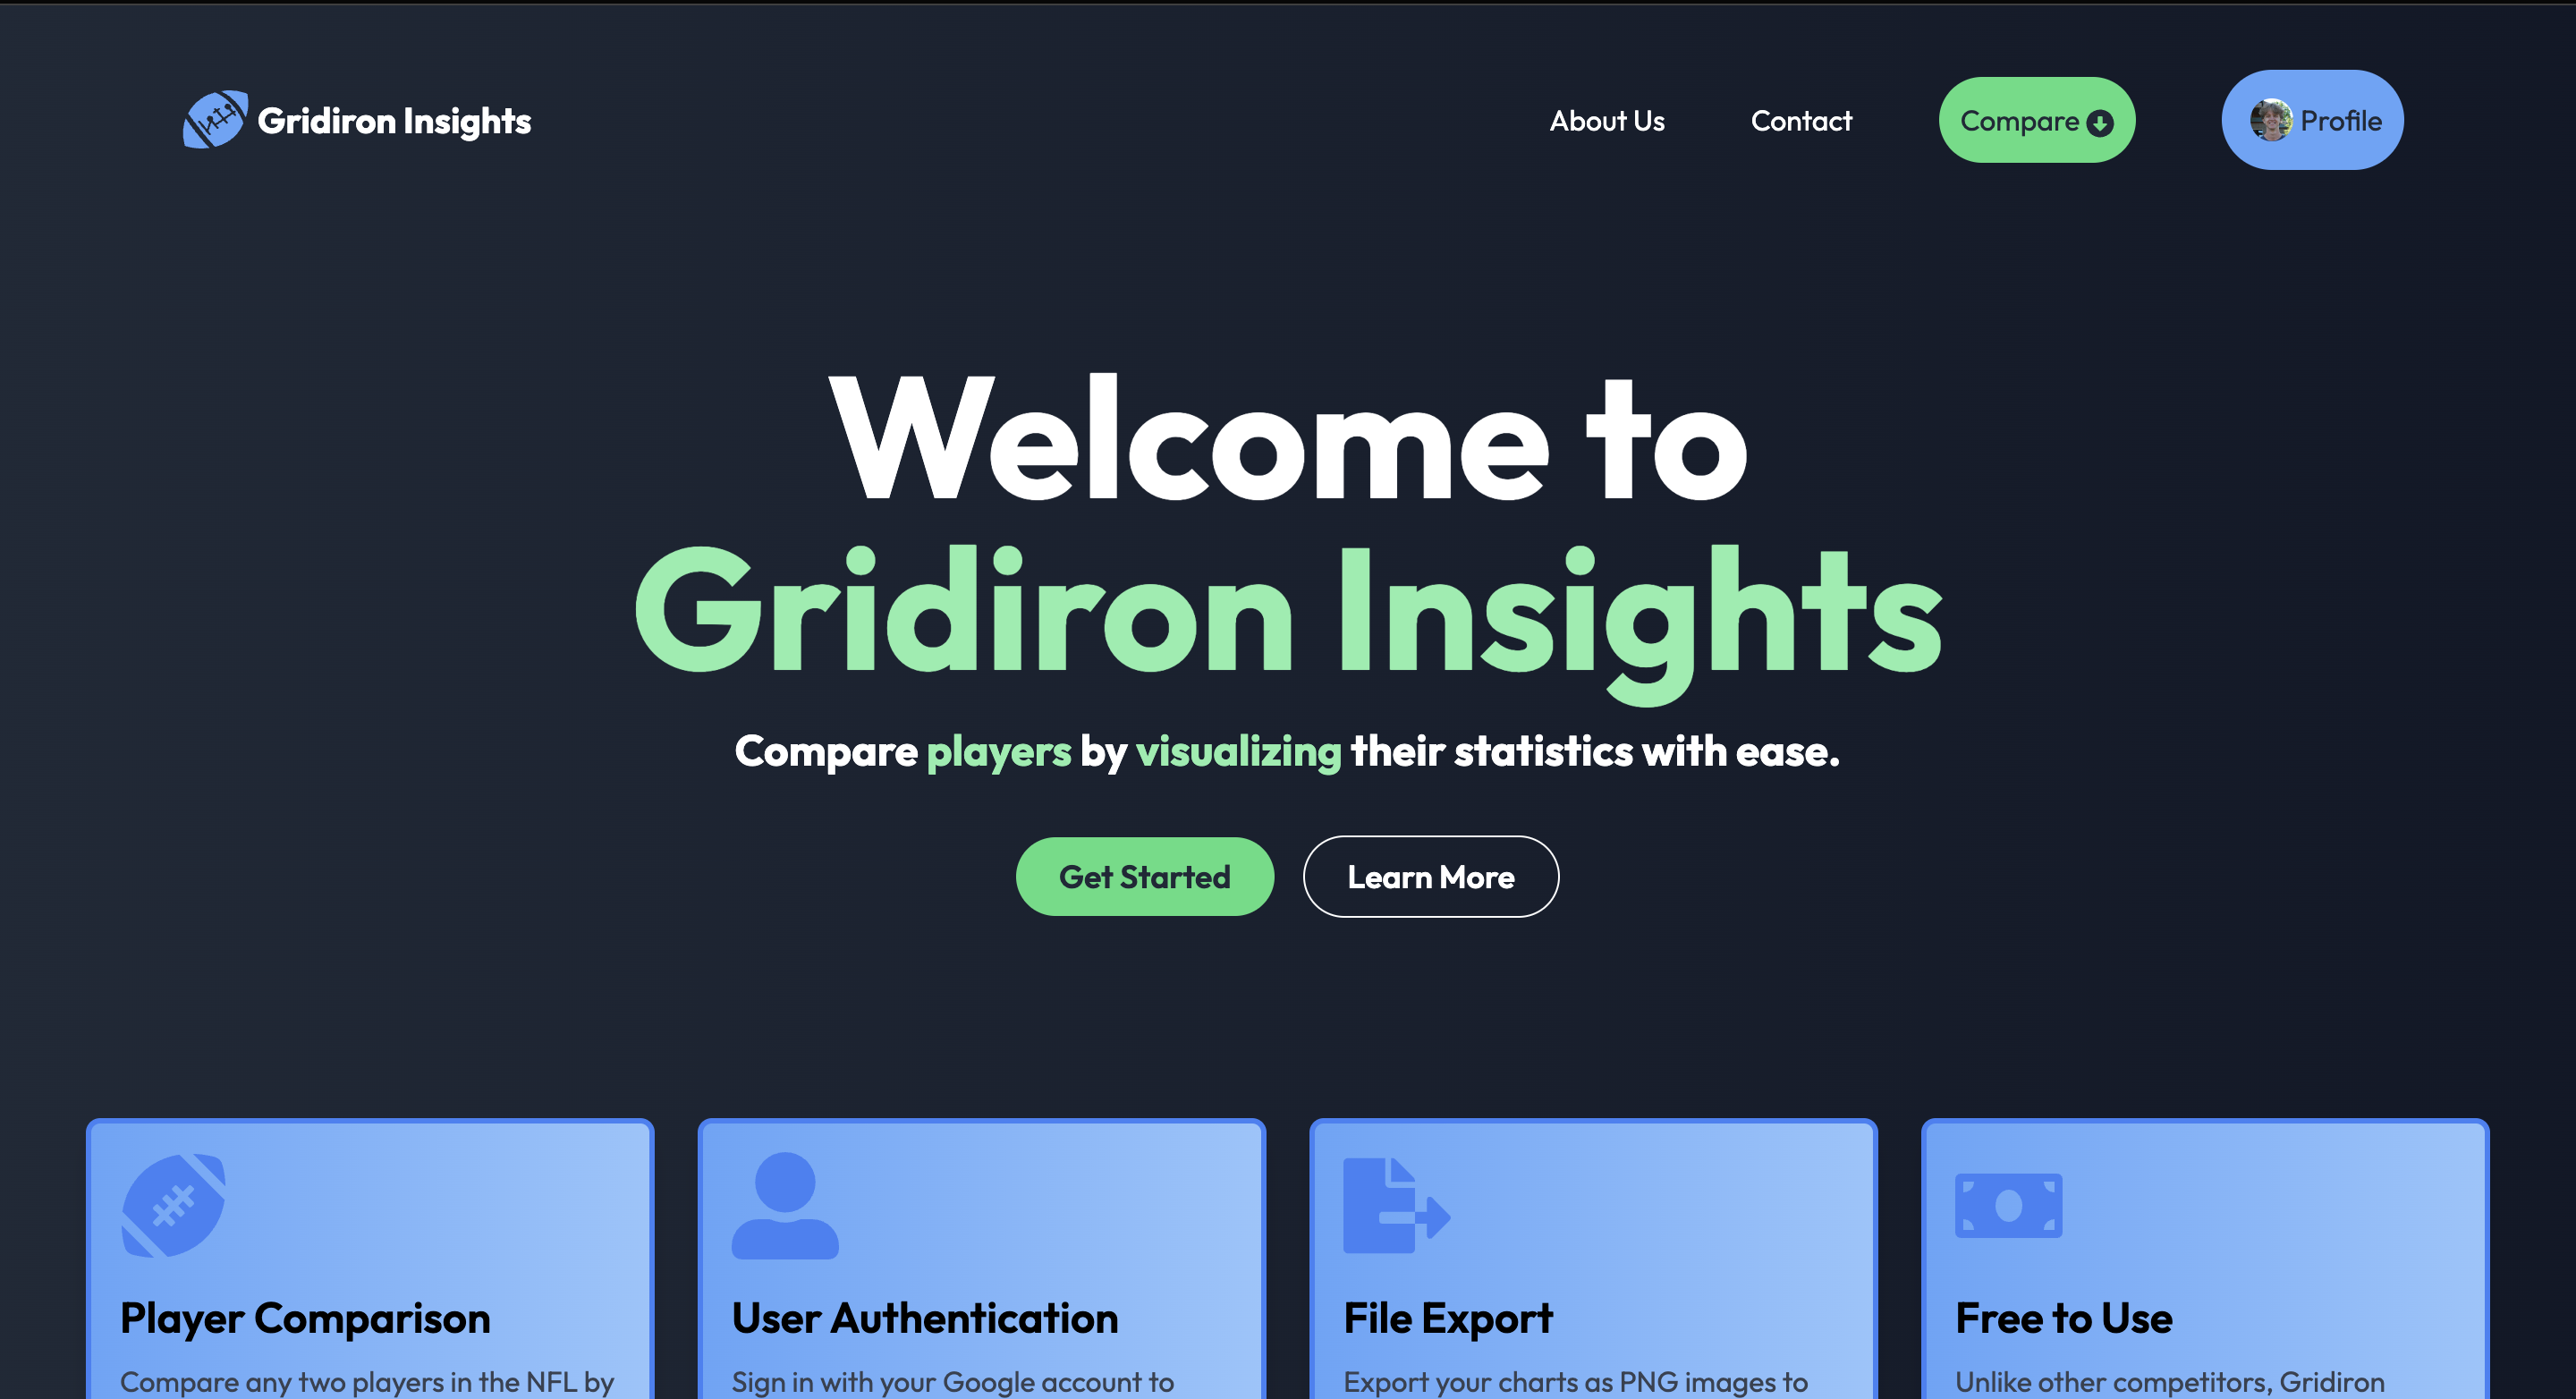 Gridiron Insights
About Us
Contact
Compare
Profile
Welcome to
Gridiron Insights
Compare players by visualizing their statistics with ease.
Get Started
Learn More
Player Comparison
Compare any two players in the NFL by
User Authentication
Sign in with your Google account to
File Export
Export your charts as PNG images to
Free to Use
Unlike other competitors, Gridiron